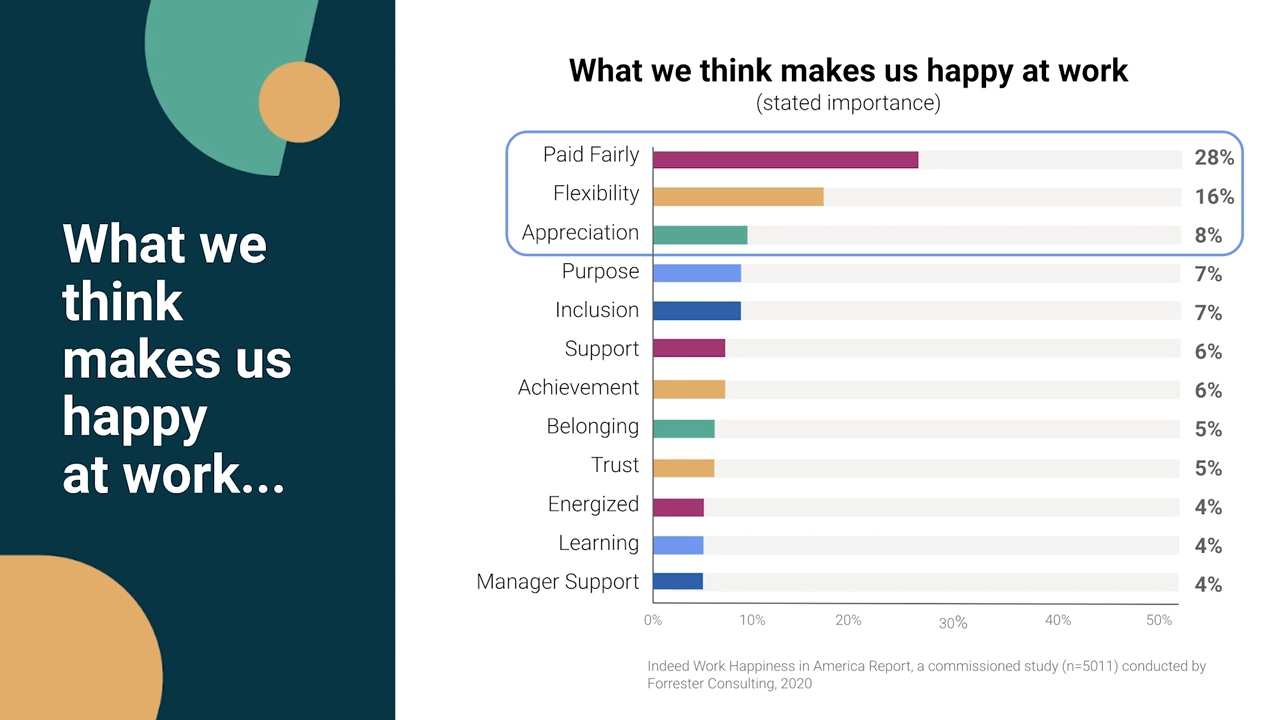 What we
think
makes us
happy
at work...
What we think makes us happy at work
(stated importance)
Paid Fairly 28%
Flexibility 16%
Appreciation 8%
Purpose 7%
Inclusion 7%
Support 6%
Achievement 6%
Belonging 5%
Trust 5%
Energized 4%
Learning 4%
Manager Support 4%
0% 10% 20% 30% 40% 50%
Indeed Work Happiness in America Report, a commissioned study (n=5011) conducted by
Forrester Consulting, 2020